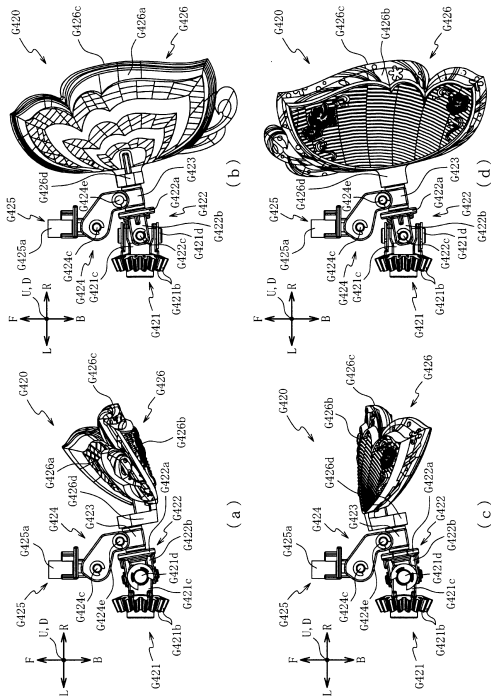 F
U, D
L
R
B
G425
G425a
G424
G423
G426d
G426a
G420
G426c
G426
G426b
G424c
G424e
G422a
G422
G422b
G421d
G421c
G421b
G421
(a)
F
U, D
L
R
B
G425
G425a
G424c
G424
G421c
G424e
G426d
G420
G426c
G426a
G426
G423
G422a
G422
G422b
G421d
G422c
G421b
G421
(b)
F
U, D
L
R
B
G425
G425a
G424
G423
G426d
G426b
G420
G426c
G426
G424c
G424e
G422a
G422
G422b
G421d
G421c
G421b
G421
(c)
F
U, D
L
R
B
G425
G425a
G424c
G424
G421c
G424e
G426d
G420
G426c
G426b
G426
G423
G422a
G422
G422b
G421d
G422c
G421b
G421
(d)